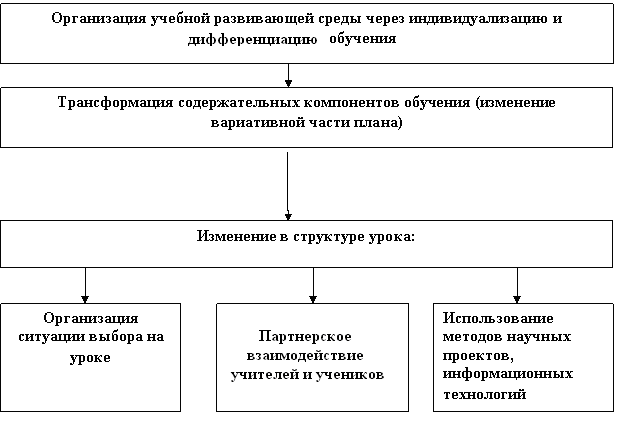 Организация учебной развивающей среды через индивидуализацию и
дифференциацию обучения
Трансформация содержательных компонентов обучения (изменение
вариативной части плана)
Изменение в структуре урока:
Организация
ситуации выбора на
уроке
Партнерское
взаимодействие
учителей и учеников
Использование
методов научных
проектов,
информационных
технологий